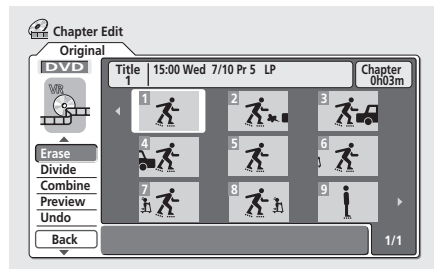 Chapter Edit
Original
DVD
VR
Title 1 15:00 Wed 7/10 Pr 5 LP
Chapter 0h03m
1 2 3
4 5 6
7 8 9
Erase
Divide
Combine
Preview
Undo
Back
1/1